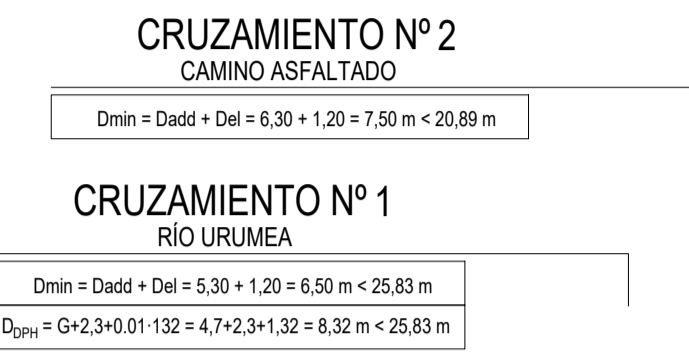 CRUZAMIENTO Nº 2
CAMINO ASFALTADO
Dmin = Dadd + Del = 6,30 + 1,20 = 7,50 m < 20,89 m
CRUZAMIENTO Nº 1
RÍO URUMEA
Dmin = Dadd + Del = 5,30 + 1,20 = 6,50 m < 25,83 m
DDPH = G+2,3+0.01·132 = 4,7+2,3+1,32 = 8,32 m < 25,83 m